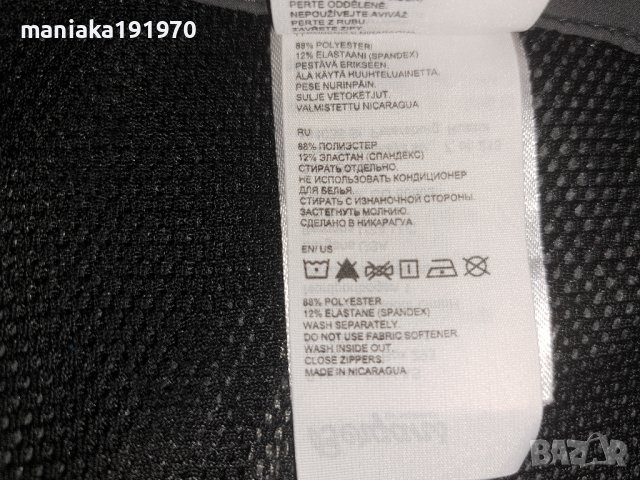 maniaka191970
PERTE ODDĚLENĚ.
NEPOUŽÍVEJTE AVIVÁŽ.
PERTE Z RUBU.
ZAVŘETE ZIPY.
88% POLYESTERI
12% ELASTAANI (SPANDEX)
PESTÄVÄ ERIKSEEN.
ÄLÄ KÄYTÄ HUUHTELUAINETTA.
PESE NURINPÄIN.
SULJE VETOKETJUT
VALMISTETTU NICARAGUA
RU
88% ПОЛИЭСТЕР
12% ЭЛАСТАН (СПАНДЕКС)
СТИРАТЬ ОТДЕЛЬНО.
НЕ ИСПОЛЬЗОВАТЬ КОНДИЦИОНЕР
ДЛЯ БЕЛЬЯ.
СТИРАТЬ С ИЗНАНОЧНОЙ СТОРОНЫ.
ЗАСТЕГНУТЬ МОЛНИЮ.
СДЕЛАНО В НИКАРАГУА
EN/ US
88% POLYESTER
12% ELASTANE (SPANDEX)
WASH SEPARATELY.
DO NOT USE FABRIC SOFTENER.
WASH INSIDE OUT.
CLOSE ZIPPERS.
MADE IN NICARAGUA
BAZAR